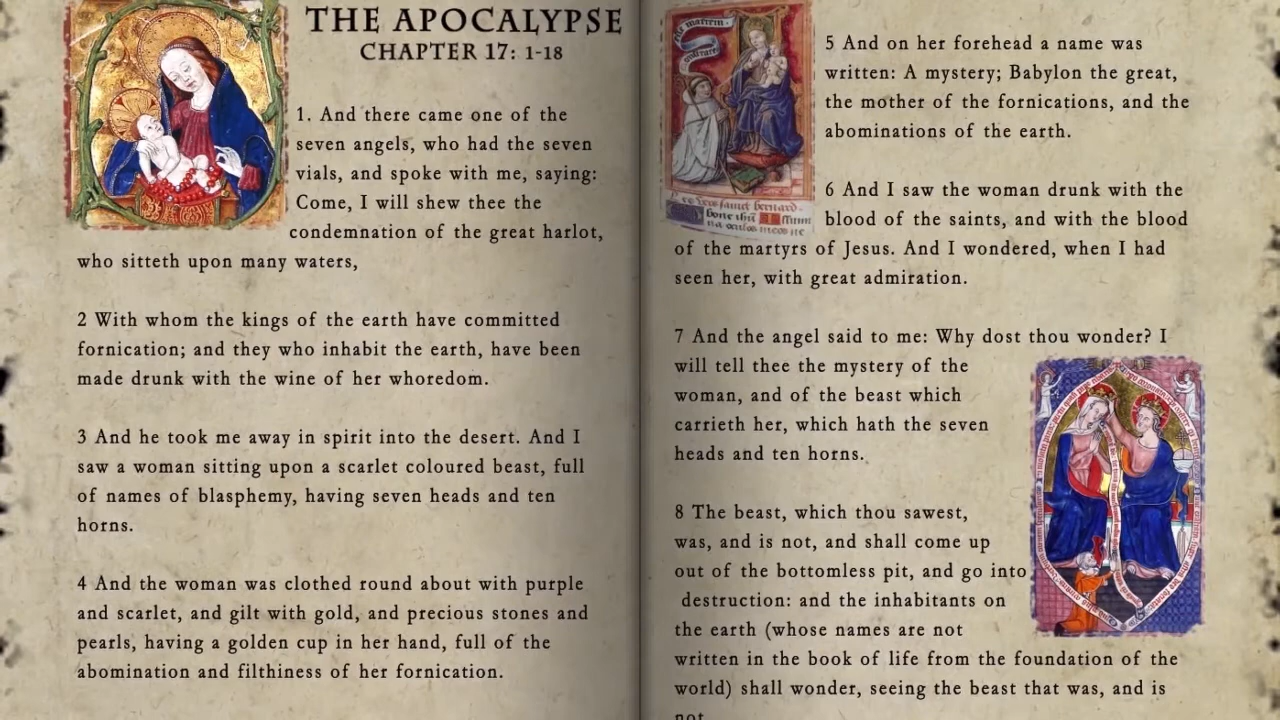 THE APOCALYPSE
CHAPTER 17: 1-18
1. And there came one of the
seven angels, who had the seven
vials, and spoke with me, saying:
Come, I will shew thee the
condemnation of the great harlot,
who sitteth upon many waters,
2 With whom the kings of the earth have committed
fornication; and they who inhabit the earth, have been
made drunk with the wine of her whoredom.
3 And he took me away in spirit into the desert. And I
saw a woman sitting upon a scarlet coloured beast, full
of names of blasphemy, having seven heads and ten
horns.
4 And the woman was clothed round about with purple
and scarlet, and gilt with gold, and precious stones and
pearls, having a golden cup in her hand, full of the
abomination and filthiness of her fornication.
5 And on her forehead a name was
written: A mystery; Babylon the great,
the mother of the fornications, and the
abominations of the earth.
6 And I saw the woman drunk with the
blood of the saints, and with the blood
of the martyrs of Jesus. And I wondered, when I had
seen her, with great admiration.
7 And the angel said to me: Why dost thou wonder? I
will tell thee the mystery of the
woman, and of the beast which
carrieth her, which hath the seven
heads and ten horns.
8 The beast, which thou sawest,
was, and is not, and shall come up
out of the bottomless pit, and go into
destruction: and the inhabitants on
the earth (whose names are not
written in the book of life from the foundation of the
world) shall wonder, seeing the beast that was, and is
not